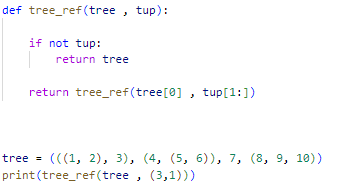 def tree_ref(tree , tup):
if not tup:
return tree
return tree_ref(tree[0] , tup[1:])
tree = (((1, 2), 3), (4, (5, 6)), 7, (8, 9, 10))
print(tree_ref(tree , (3,1)))